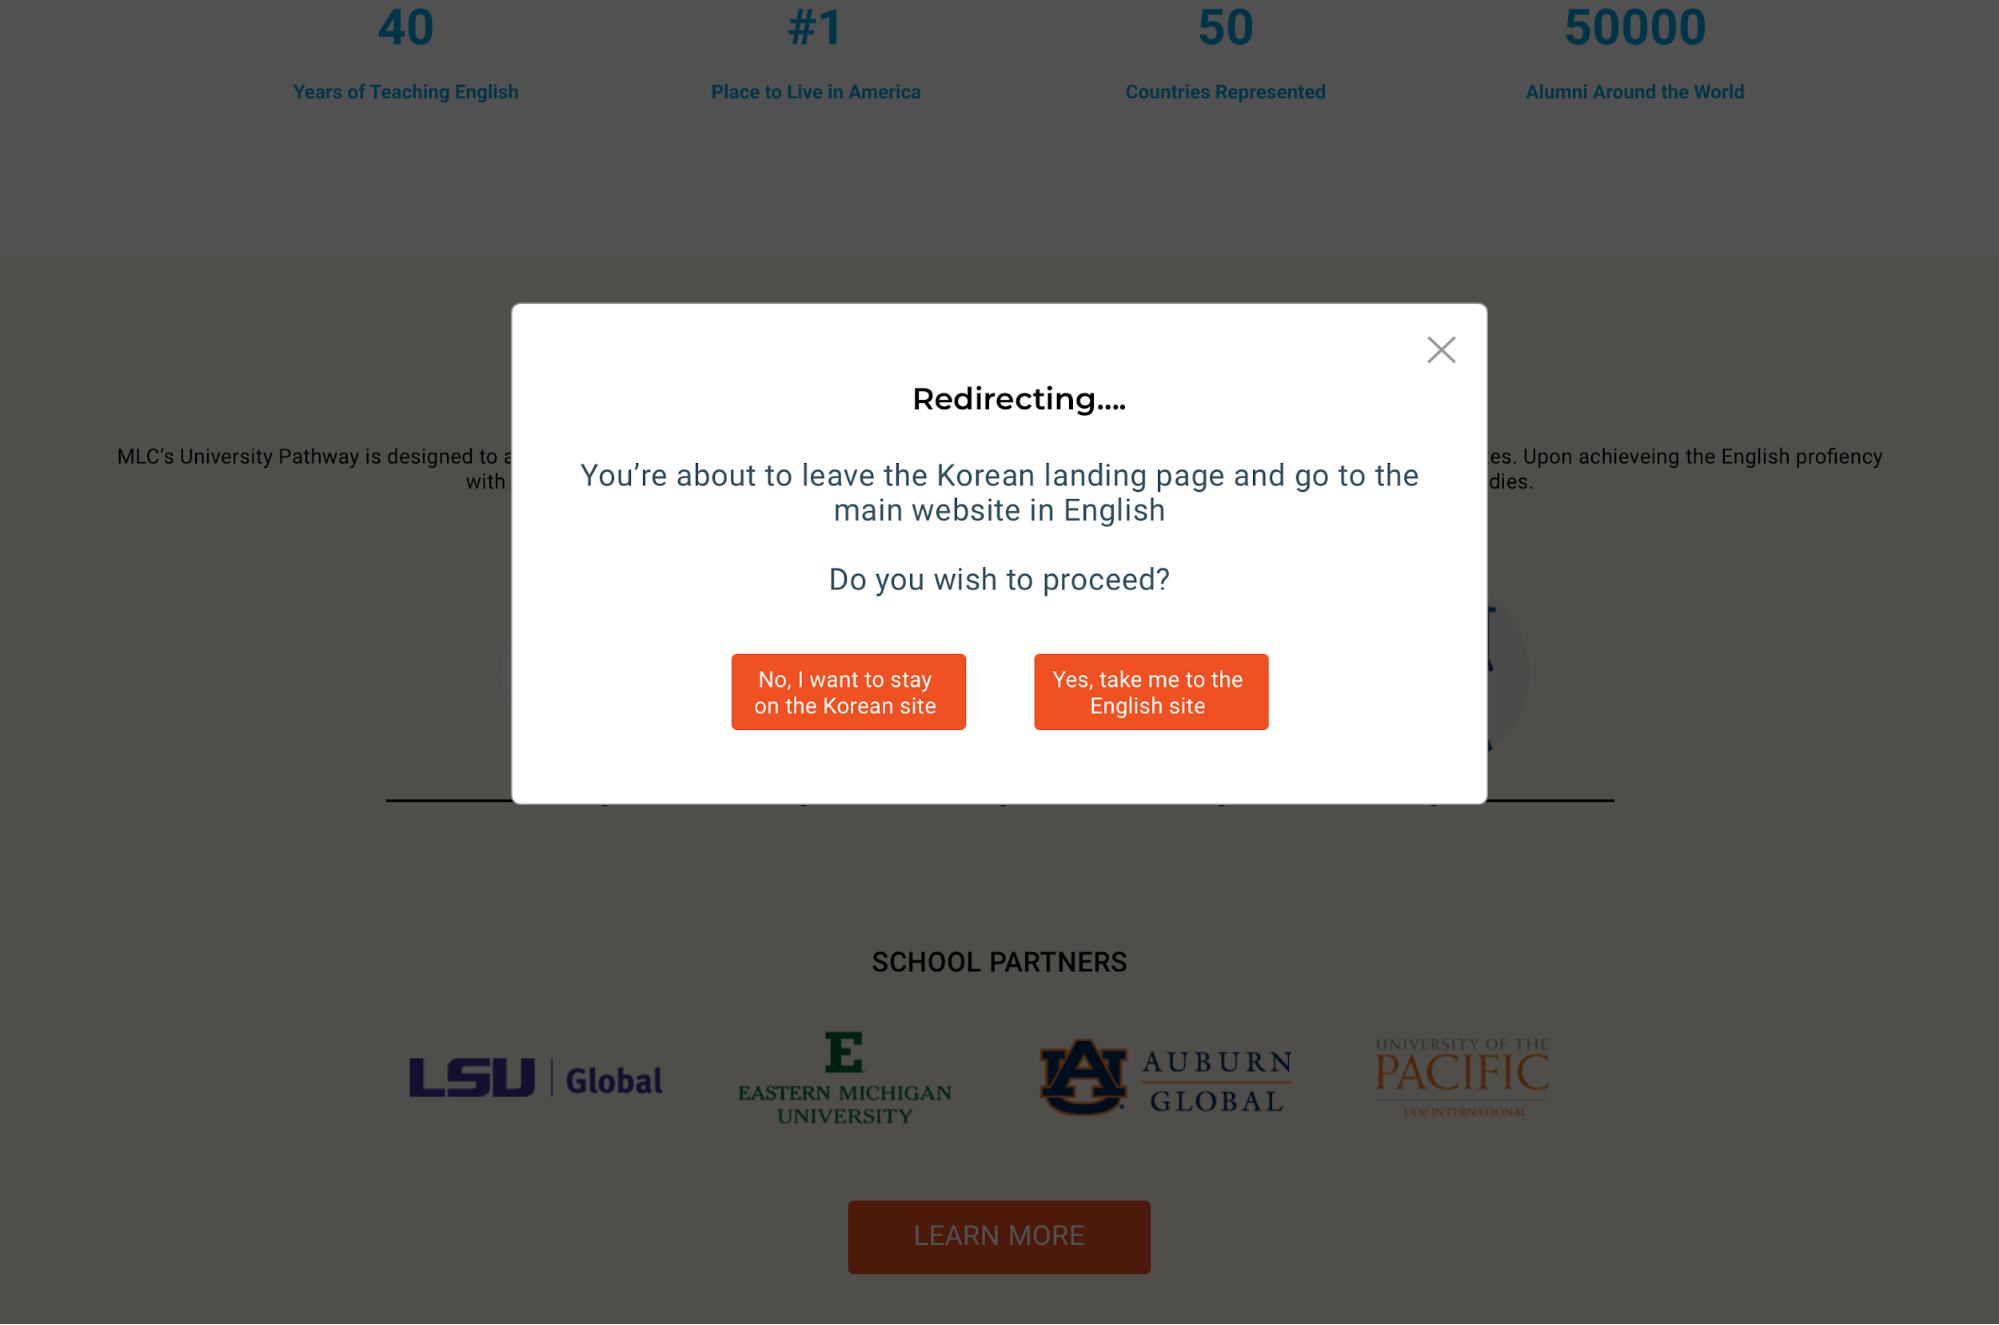 40
#1
50
50000
Years of Teaching English
Place to Live in America
Countries Represented
Alumni Around the World
Redirecting....
You’re about to leave the Korean landing page and go to the
main website in English
Do you wish to proceed?
No, I want to stay
on the Korean site
Yes, take me to the
English site
MLC’s University Pathway is designed to
with
Upon achieveing the English profiency
SCHOOL PARTNERS
LSU | Global
E
EASTERN MICHIGAN
UNIVERSITY
AU
AUBURN
GLOBAL
UNIVERSITY OF THE
PACIFIC
UOP INTERNATIONAL
LEARN MORE